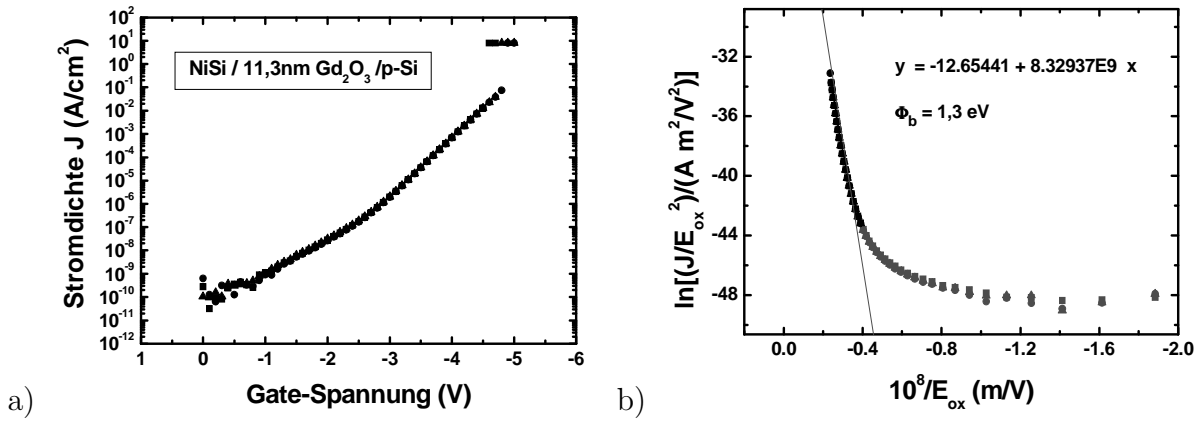 a)
Stromdichte J (A/cm²)
10²
10¹
10⁰
10⁻¹
10⁻²
10⁻³
10⁻⁴
10⁻⁵
10⁻⁶
10⁻⁷
10⁻⁸
10⁻⁹
10⁻¹⁰
10⁻¹¹
10⁻¹²
NiSi / 11,3nm Gd₂O₃ /p-Si
1 0 -1 -2 -3 -4 -5 -6
Gate-Spannung (V)
b)
ln[(J/E_ox²)/(A m²/V²)]
-32
-36
-40
-44
-48
y = -12.65441 + 8.32937E9 x
Φ_b = 1,3 eV
0.0 -0.4 -0.8 -1.2 -1.6 -2.0
10⁸/E_ox (m/V)